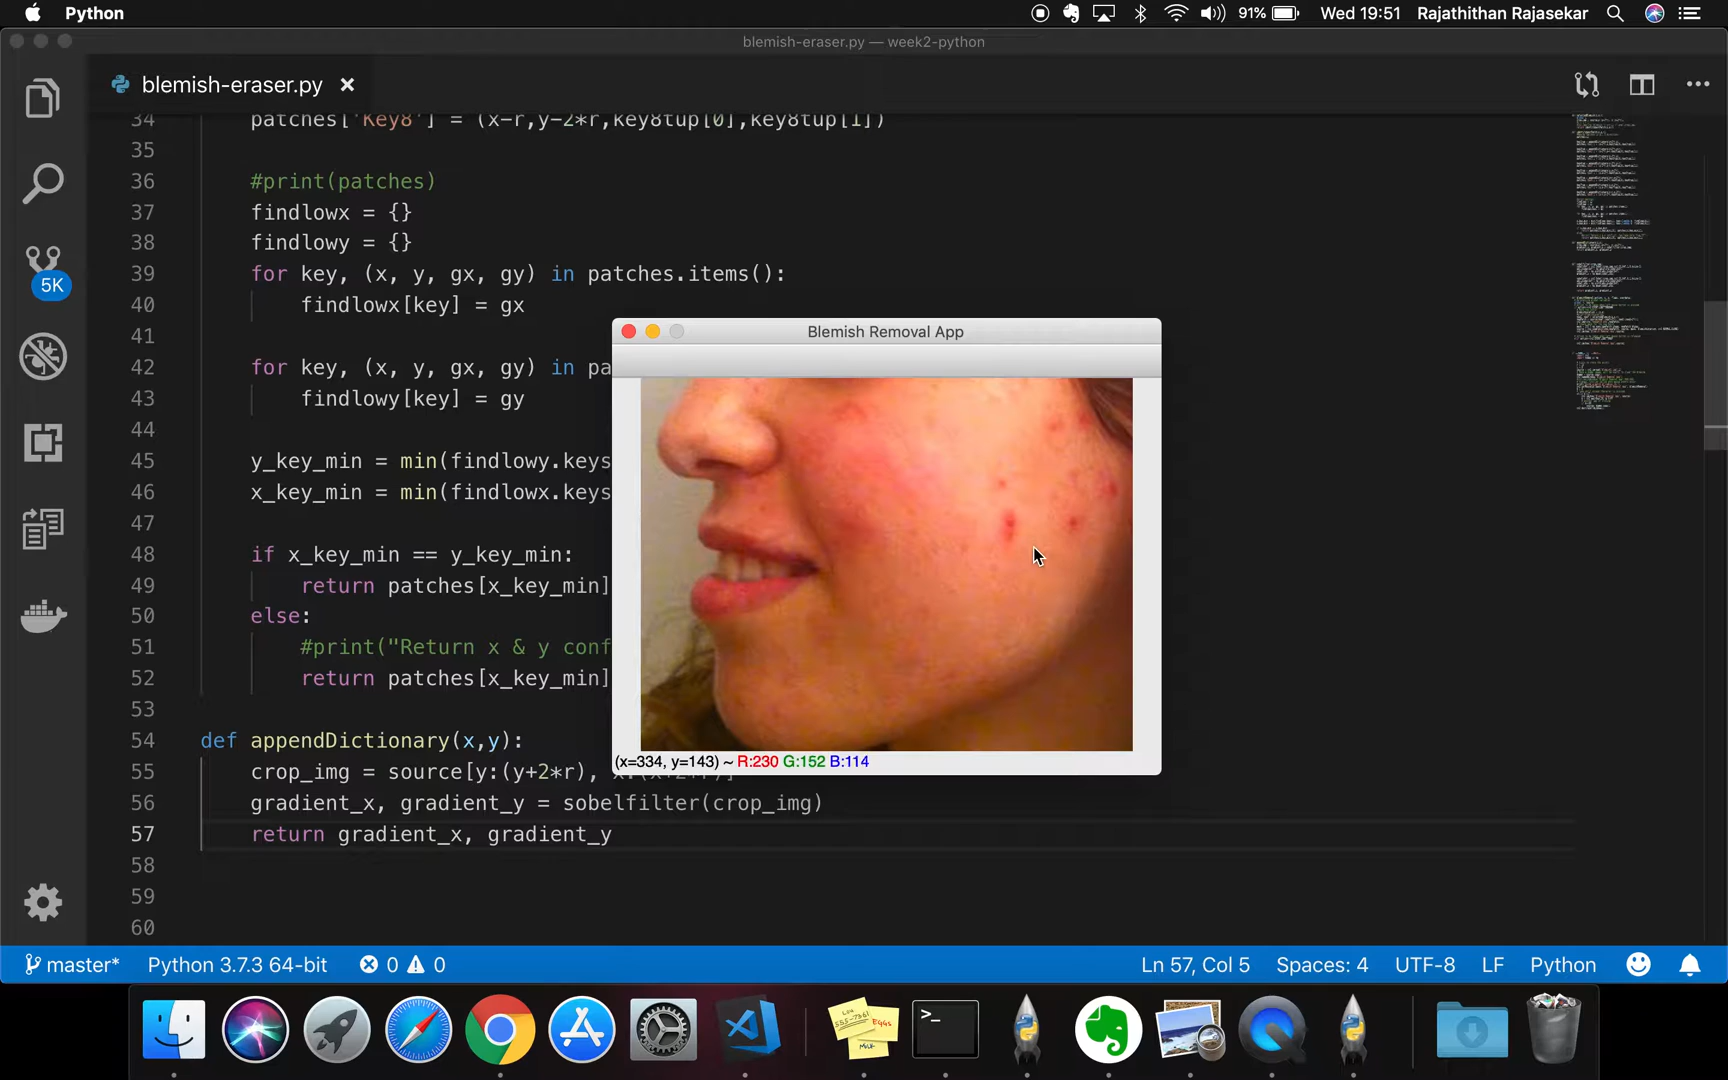 Python
91%
Wed 19:51
Rajathithan Rajasekar
blemish-eraser.py — week2-python
blemish-eraser.py
34 patches['Key8'] = (x-r,y-2*r,key8tup[0],key8tup[1])
35
36 #print(patches)
37 findlowx = {}
38 findlowy = {}
39 for key, (x, y, gx, gy) in patches.items():
40 findlowx[key] = gx
41
42 for key, (x, y, gx, gy) in pa
43 findlowy[key] = gy
44
45 y_key_min = min(findlowy.keys
46 x_key_min = min(findlowx.keys
47
48 if x_key_min == y_key_min:
49 return patches[x_key_min]
50 else:
51 #print("Return x & y conf
52 return patches[x_key_min]
53
54 def appendDictionary(x,y):
55 crop_img = source[y:(y+2*r), x:(x+2*r)]
56 gradient_x, gradient_y = sobelfilter(crop_img)
57 return gradient_x, gradient_y
58
59
60
5K
Blemish Removal App
(x=334, y=143) ~ R:230 G:152 B:114
master*
Python 3.7.3 64-bit
0
0
Ln 57, Col 5
Spaces: 4
UTF-8
LF
Python
555-7361
EGGS
MILK
>_